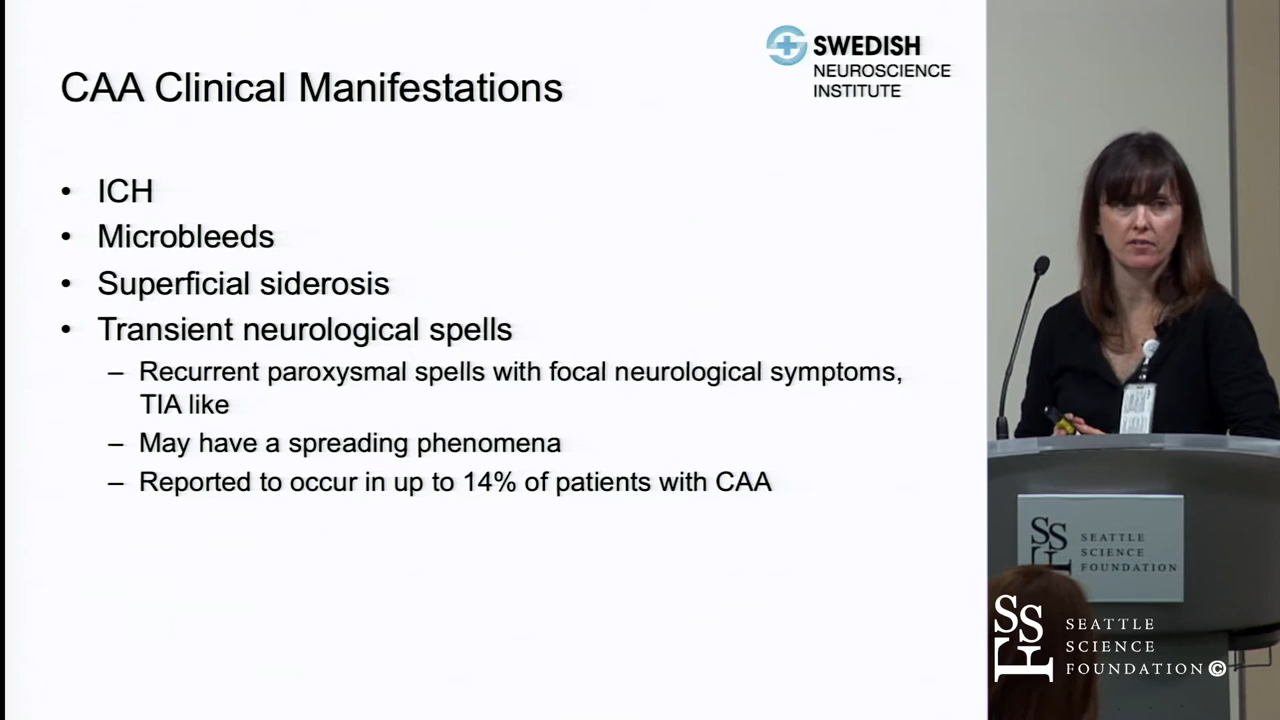 SWEDISH
NEUROSCIENCE
INSTITUTE
CAA Clinical Manifestations
• ICH
• Microbleeds
• Superficial siderosis
• Transient neurological spells
– Recurrent paroxysmal spells with focal neurological symptoms,
TIA like
– May have a spreading phenomena
– Reported to occur in up to 14% of patients with CAA
SSF
SEATTLE
SCIENCE
FOUNDATION
SSF
SEATTLE
SCIENCE
FOUNDATION©